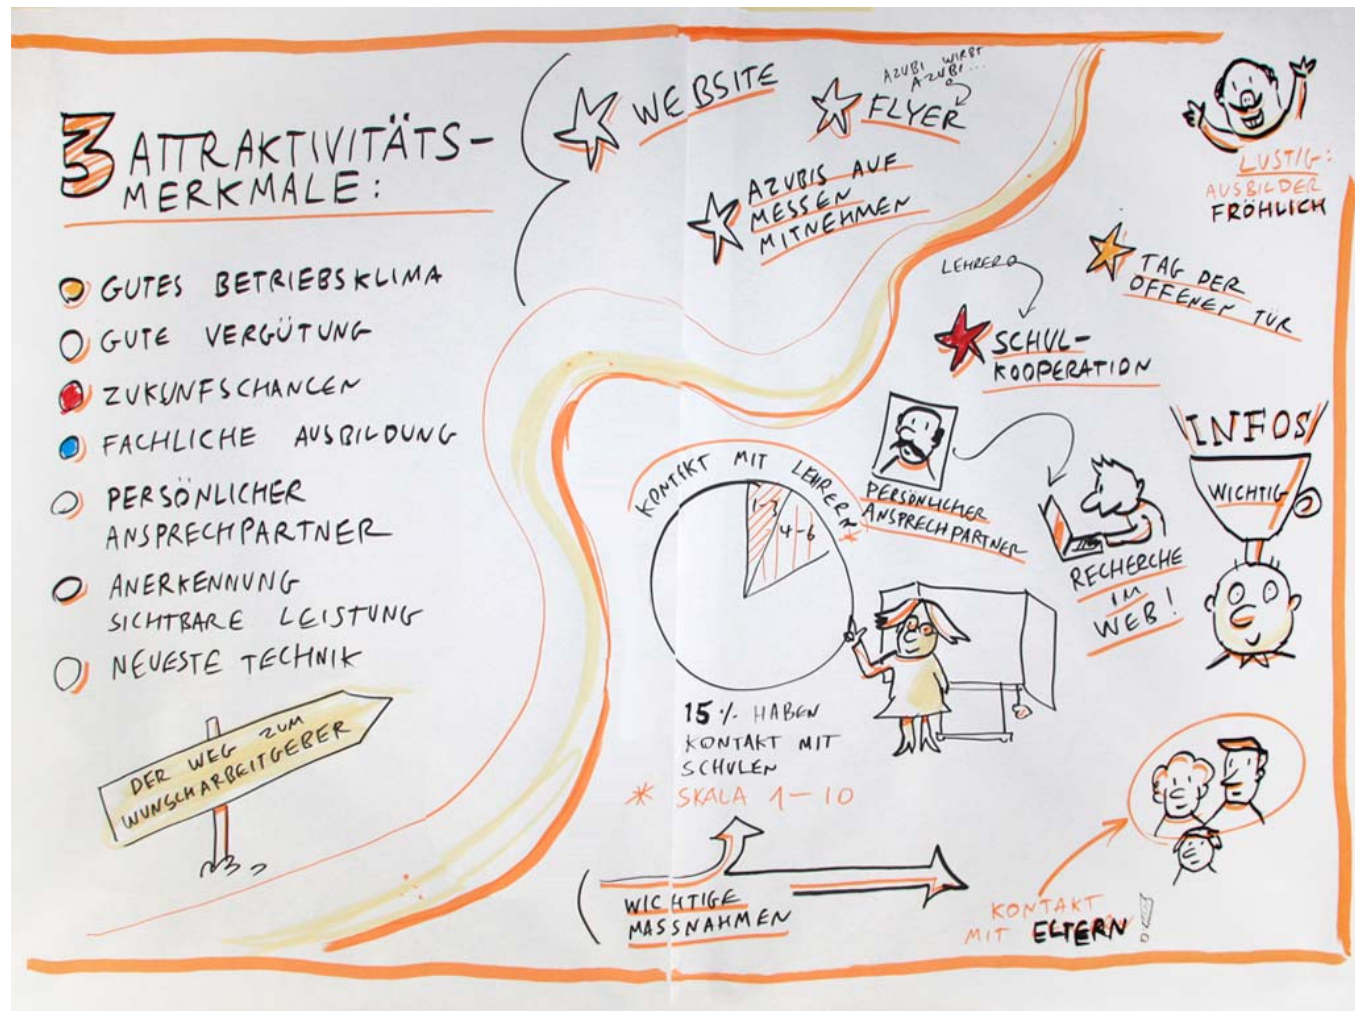 3 ATTRAKTIVITÄTS-
MERKMALE:
GUTES BETRIEBSKLIMA
GUTE VERGÜTUNG
ZUKUNFSCHANCEN
FACHLICHE AUSBILDUNG
PERSÖNLICHER
ANSPRECHPARTNER
ANERKENNUNG
SICHTBARE LEISTUNG
NEUESTE TECHNIK
DER WEG ZUM
WUNSCHARBEITGEBER
WEBSITE
AZUBI WIRBT
AZUBI...
FLYER
AZUBIS AUF
MESSEN
MITNEHMEN
LUSTIG:
AUSBILDER
FRÖHLICH
TAG DER
OFFENEN TÜR
LEHRER
SCHUL-
KOOPERATION
KONTAKT MIT LEHRERN*
1-3
4-6
15% HABEN
KONTAKT MIT
SCHULEN
* SKALA 1-10
PERSÖNLICHER
ANSPRECHPARTNER
RECHERCHE
IM
WEB!
INFOS
WICHTIG
WICHTIGE
MASSNAHMEN
KONTAKT
MIT ELTERN!